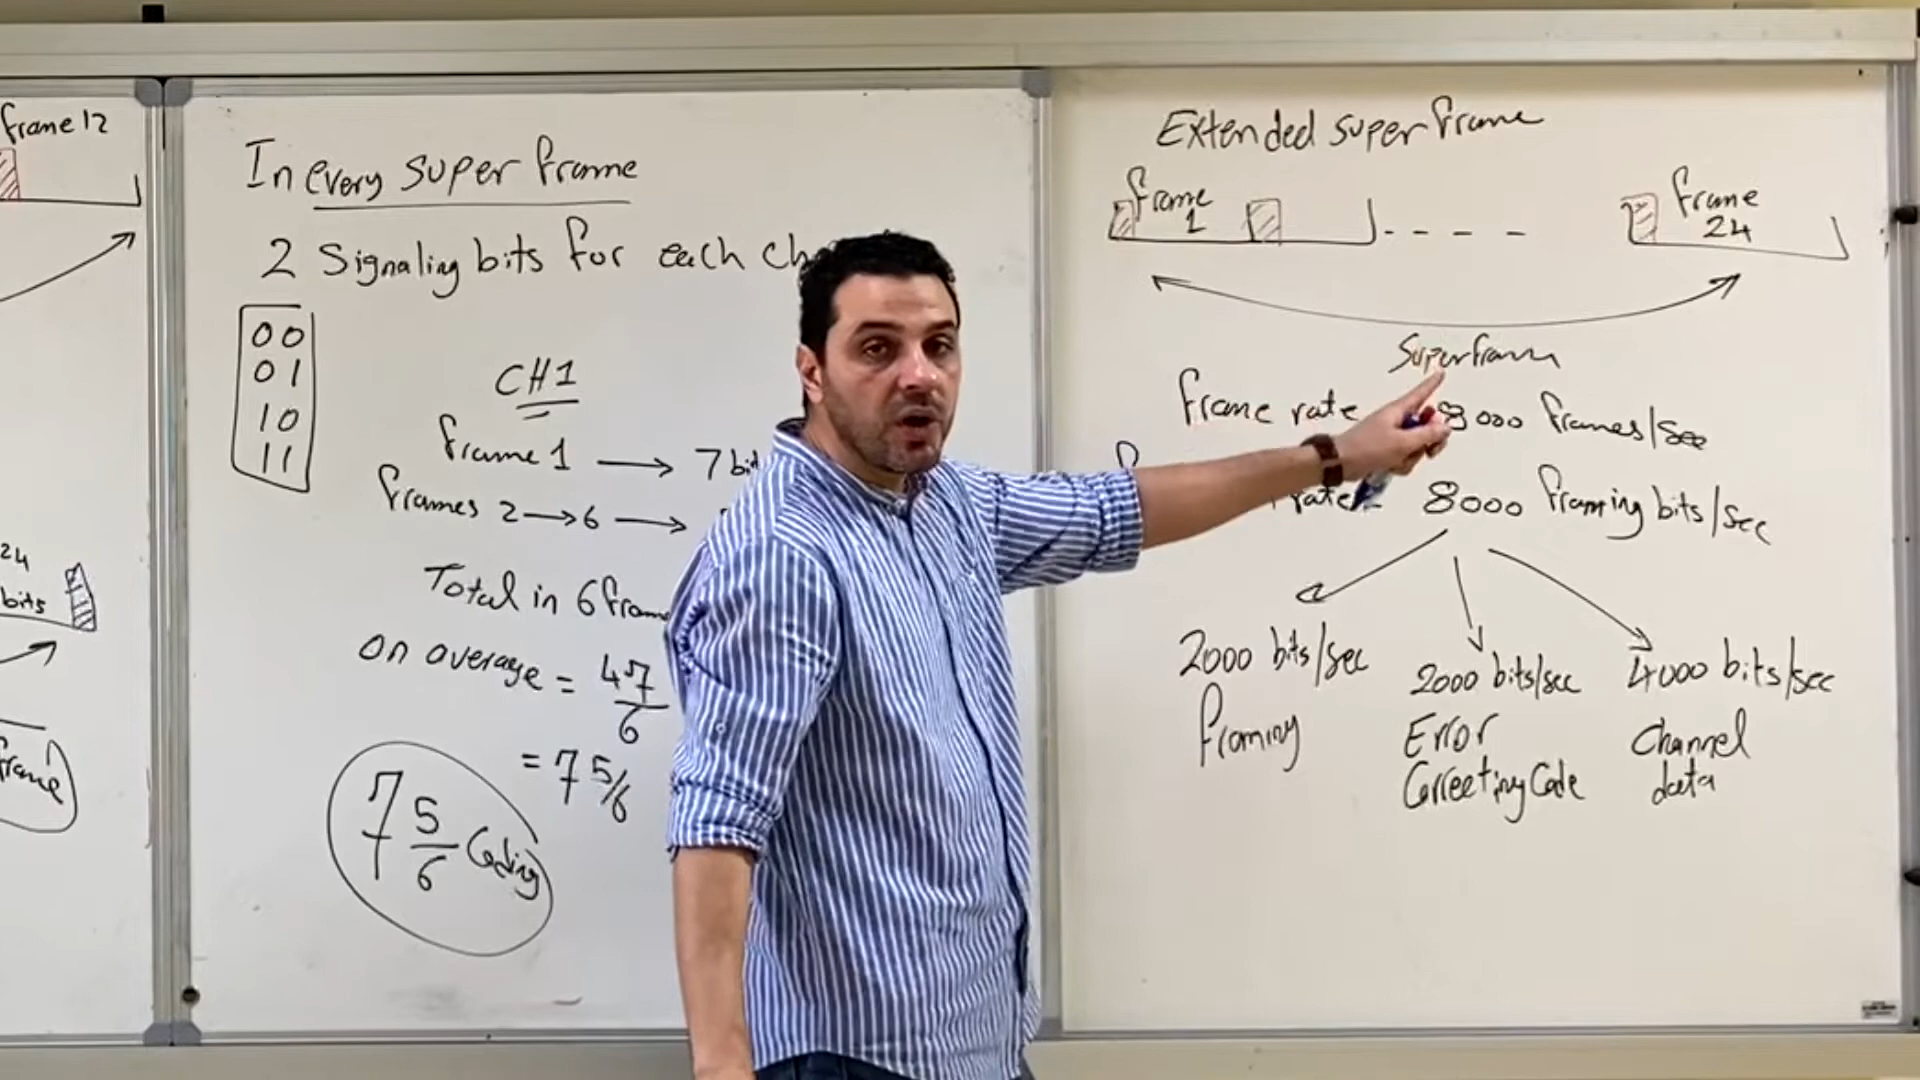 frame 12
24
bits
frame
In every super frame
2 Signaling bits for each ch
00
01
10
11
CH1
frame 1 → 7 bit
frames 2 → 6 →
Total in 6 fram
on average = 47/6
= 7 5/6
7 5/6 Coding
Extended super frame
frame 1 - - - - frame 24
Superframe
frame rate 8000 frames/sec
rate 8000 framing bits/sec
2000 bits/sec
framing
2000 bits/sec
Error
Correcting Code
4000 bits/sec
Channel
data